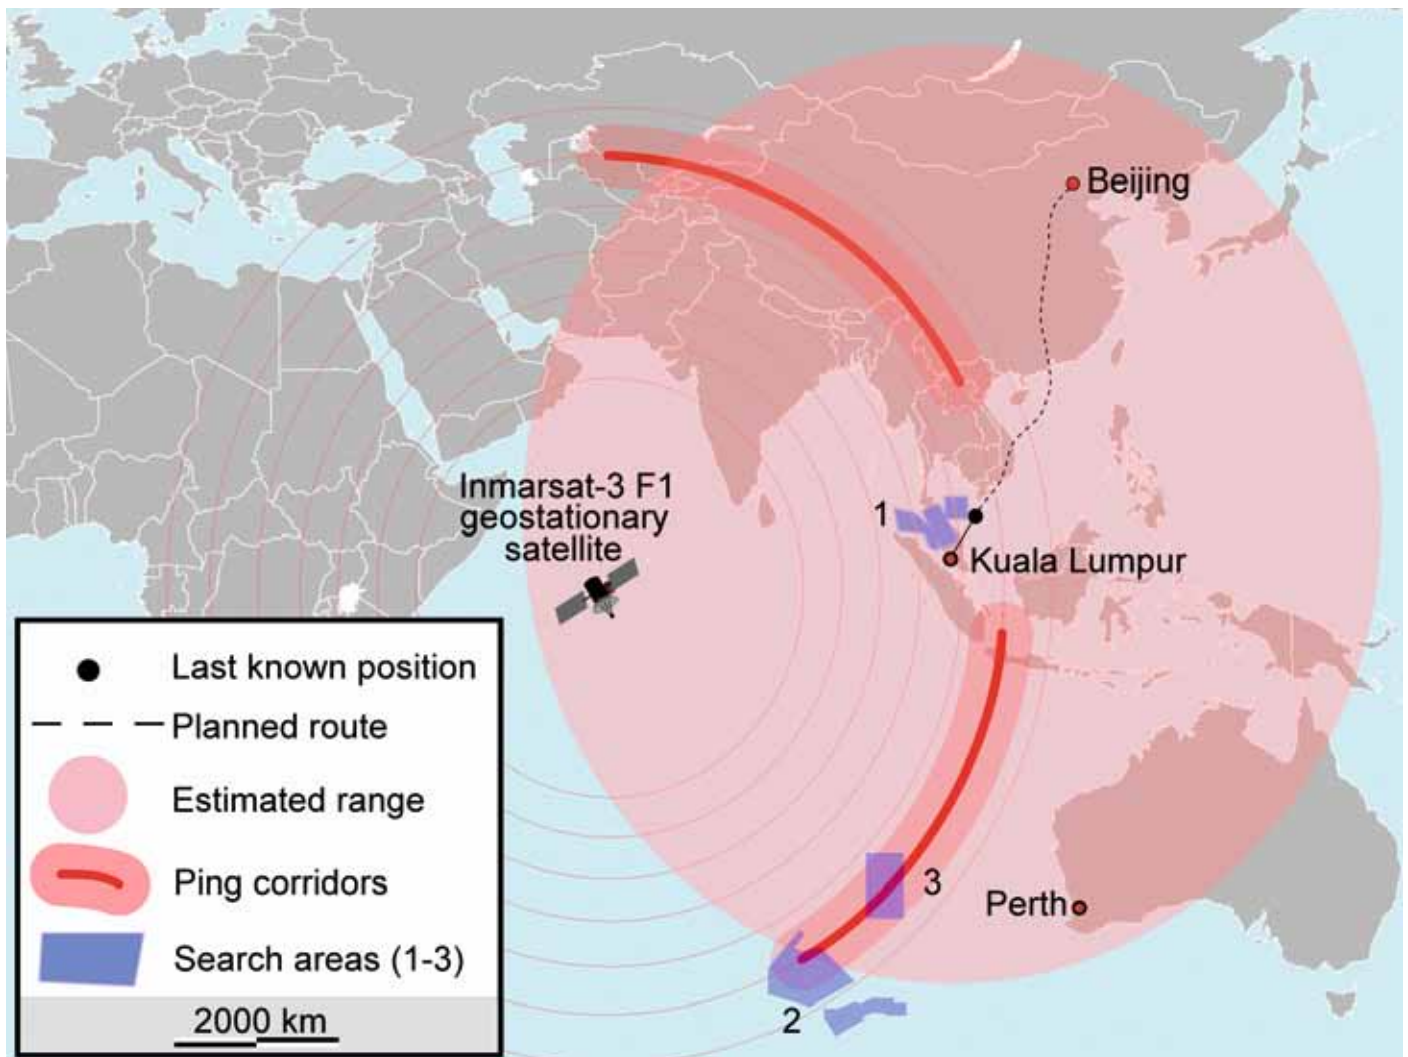 Beijing
Inmarsat-3 F1
geostationary
satellite
1
Kuala Lumpur
3
Perth
2
Last known position
Planned route
Estimated range
Ping corridors
Search areas (1-3)
2000 km